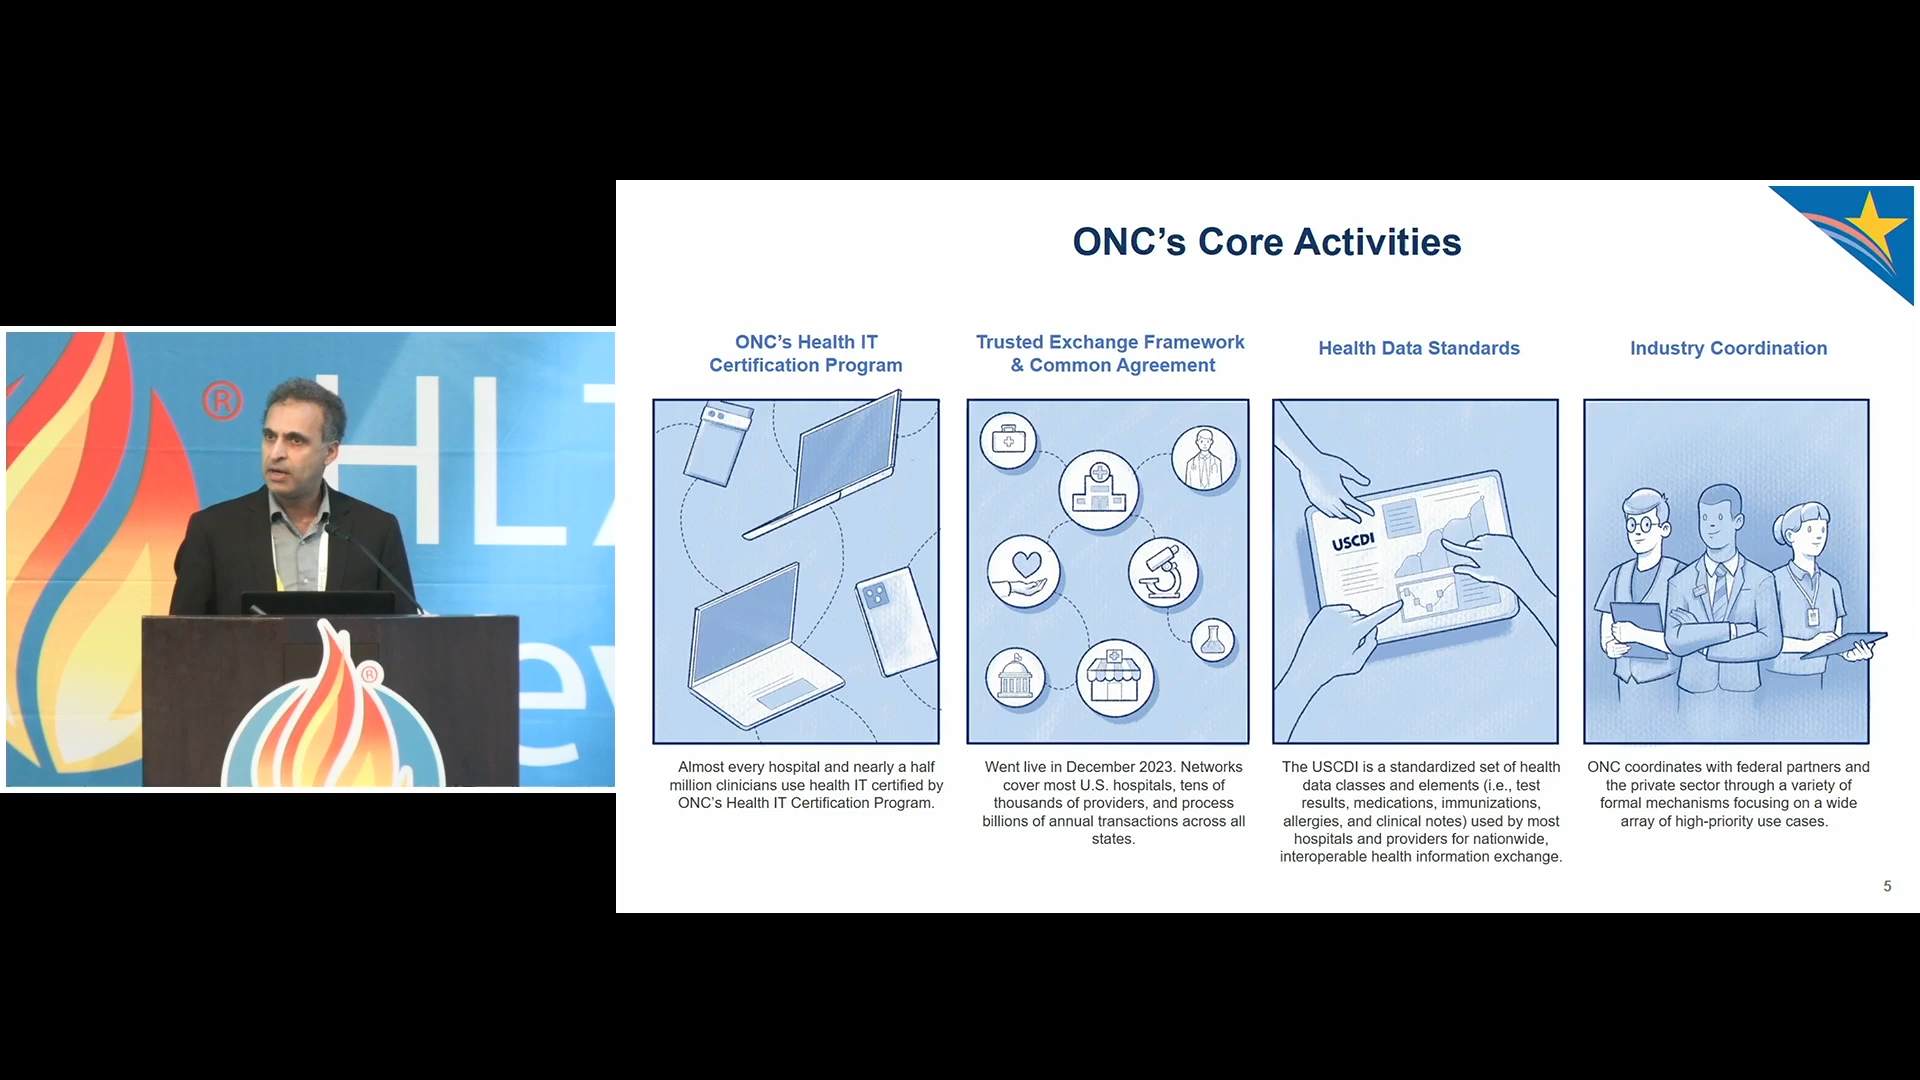 ONC’s Core Activities
ONC’s Health IT
Certification Program
Almost every hospital and nearly a half
million clinicians use health IT certified by
ONC’s Health IT Certification Program.
Trusted Exchange Framework
& Common Agreement
Went live in December 2023. Networks
cover most U.S. hospitals, tens of
thousands of providers, and process
billions of annual transactions across all
states.
Health Data Standards
USCDI
The USCDI is a standardized set of health
data classes and elements (i.e., test
results, medications, immunizations,
allergies, and clinical notes) used by most
hospitals and providers for nationwide,
interoperable health information exchange.
Industry Coordination
ONC coordinates with federal partners and
the private sector through a variety of
formal mechanisms focusing on a wide
array of high-priority use cases.
5
®
HL7
ev
®